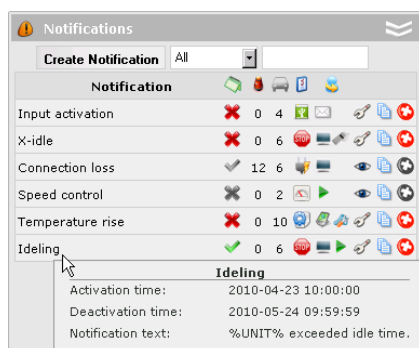 Notifications
Create Notification All
Notification
Input activation 0 4
X-idle 0 6 STOP
Connection loss 12 6
Speed control 0 2
Temperature rise 0 10
Ideling 0 6 STOP
Ideling
Activation time: 2010-04-23 10:00:00
Deactivation time: 2010-05-24 09:59:59
Notification text: %UNIT% exceeded idle time.